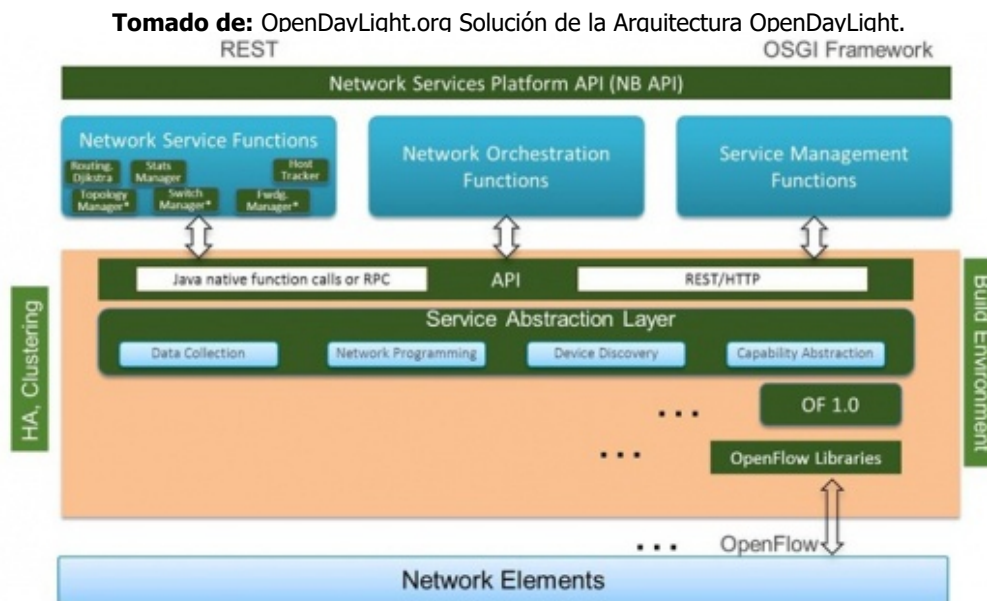 Tomado de: OpenDayLight.org Solución de la Arquitectura OpenDayLight.
REST
OSGI Framework
Network Services Platform API (NB API)
Network Service Functions
Routing.
Djikstra
Stats
Manager
Host
Tracker
Topology
Manager*
Switch
Manager*
Fwdg.
Manager*
Network Orchestration
Functions
Service Management
Functions
HA, Clustering
Java native function calls or RPC
API
REST/HTTP
Service Abstraction Layer
Data Collection
Network Programming
Device Discovery
Capability Abstraction
... OF 1.0
... OpenFlow Libraries
Build Environment
... OpenFlow
Network Elements